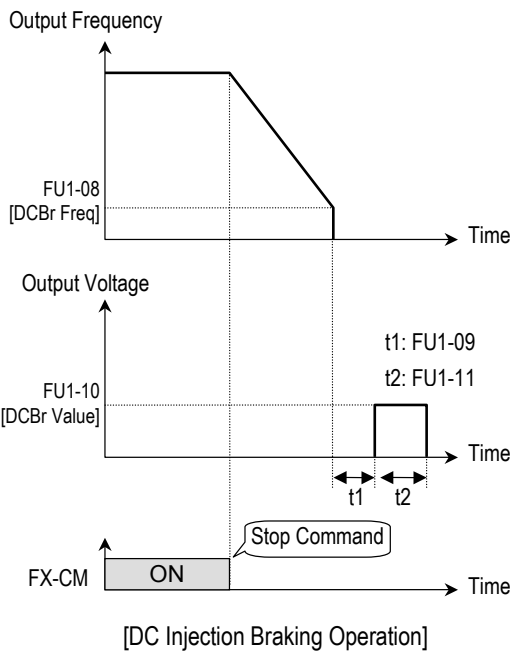 Output Frequency
FU1-08
[DCBr Freq]
Time
Output Voltage
t1: FU1-09
t2: FU1-11
FU1-10
[DCBr Value]
Time
t1
t2
Stop Command
FX-CM
ON
Time
[DC Injection Braking Operation]